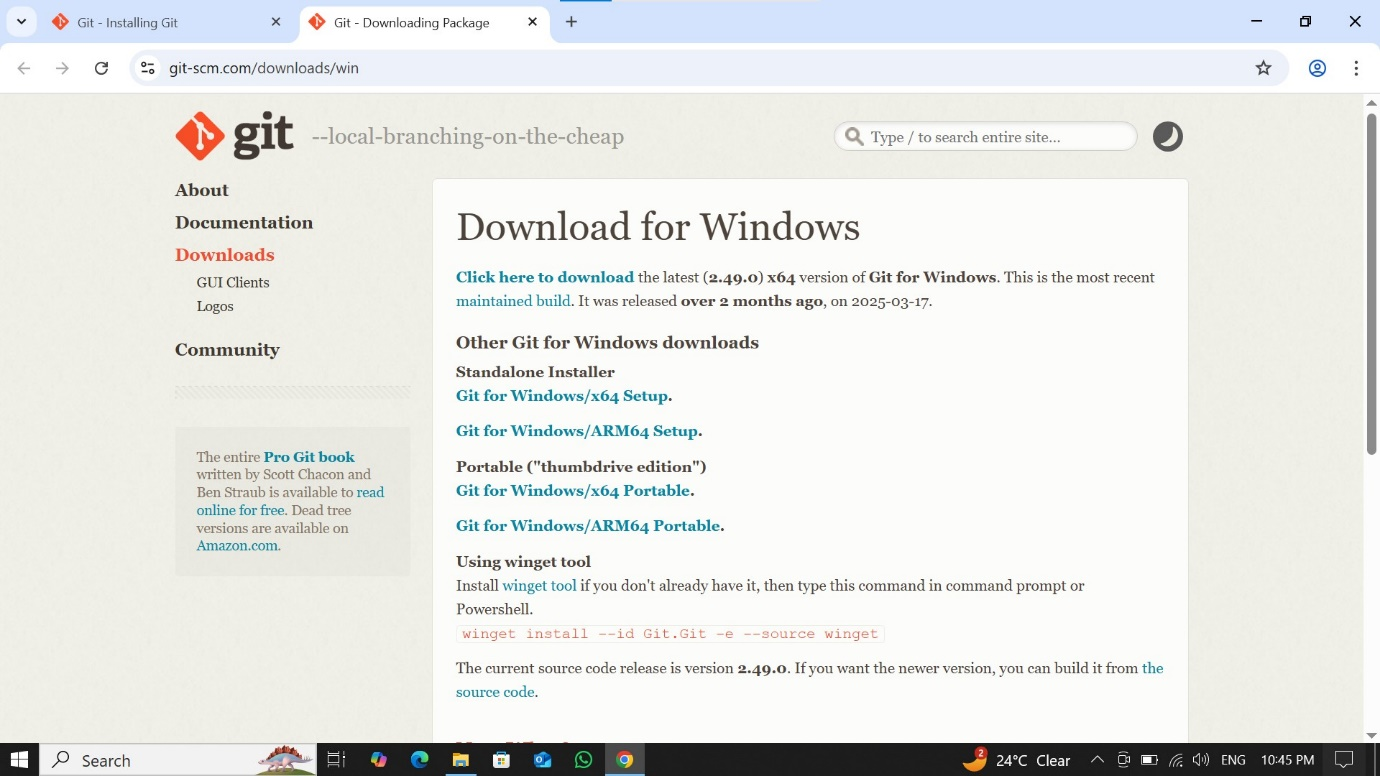 Git - Installing Git
Git - Downloading Package
git-scm.com/downloads/win
git --local-branching-on-the-cheap
Type / to search entire site...
About
Documentation
Downloads
GUI Clients
Logos
Community
The entire Pro Git book
written by Scott Chacon and
Ben Straub is available to read
online for free. Dead tree
versions are available on
Amazon.com.
Download for Windows
Click here to download the latest (2.49.0) x64 version of Git for Windows. This is the most recent
maintained build. It was released over 2 months ago, on 2025-03-17.
Other Git for Windows downloads
Standalone Installer
Git for Windows/x64 Setup.
Git for Windows/ARM64 Setup.
Portable ("thumbdrive edition")
Git for Windows/x64 Portable.
Git for Windows/ARM64 Portable.
Using winget tool
Install winget tool if you don't already have it, then type this command in command prompt or
Powershell.
winget install --id Git.Git -e --source winget
The current source code release is version 2.49.0. If you want the newer version, you can build it from the
source code.
Search
2
24°C Clear
ENG
10:45 PM